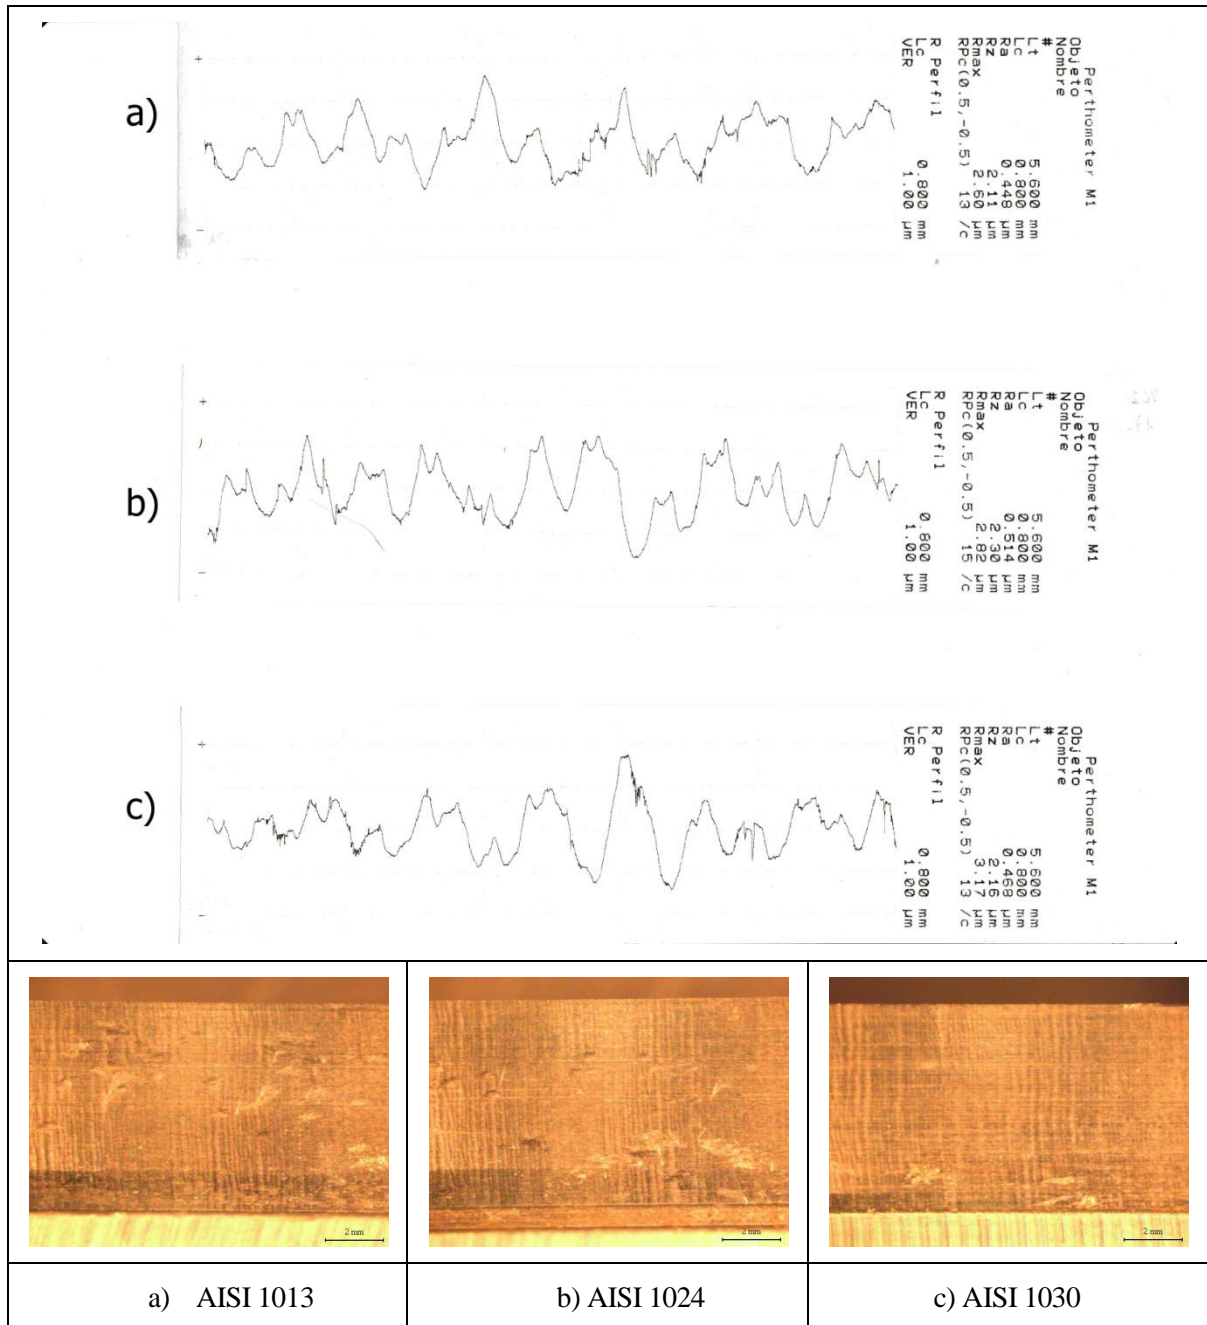 a)
Perthometer M1
Objeto
Nombre
#
Lt 5.600 mm
Lc 0.800 mm
Ra 0.448 µm
Rz 2.11 µm
Rmax 2.60 µm
RPc(0.5,-0.5) 13 /c
R Perfil
Lc 0.800 mm
VER 1.00 µm
+
-
b)
Perthometer M1
Objeto
Nombre
#
Lt 5.600 mm
Lc 0.800 mm
Ra 0.514 µm
Rz 2.30 µm
Rmax 2.82 µm
RPc(0.5,-0.5) 15 /c
R Perfil
Lc 0.800 mm
VER 1.00 µm
+
-
c)
Perthometer M1
Objeto
Nombre
#
Lt 5.600 mm
Lc 0.800 mm
Ra 0.468 µm
Rz 2.16 µm
Rmax 3.17 µm
RPc(0.5,-0.5) 13 /c
R Perfil
Lc 0.800 mm
VER 1.00 µm
+
-
2 mm
2 mm
2 mm
a) AISI 1013
b) AISI 1024
c) AISI 1030